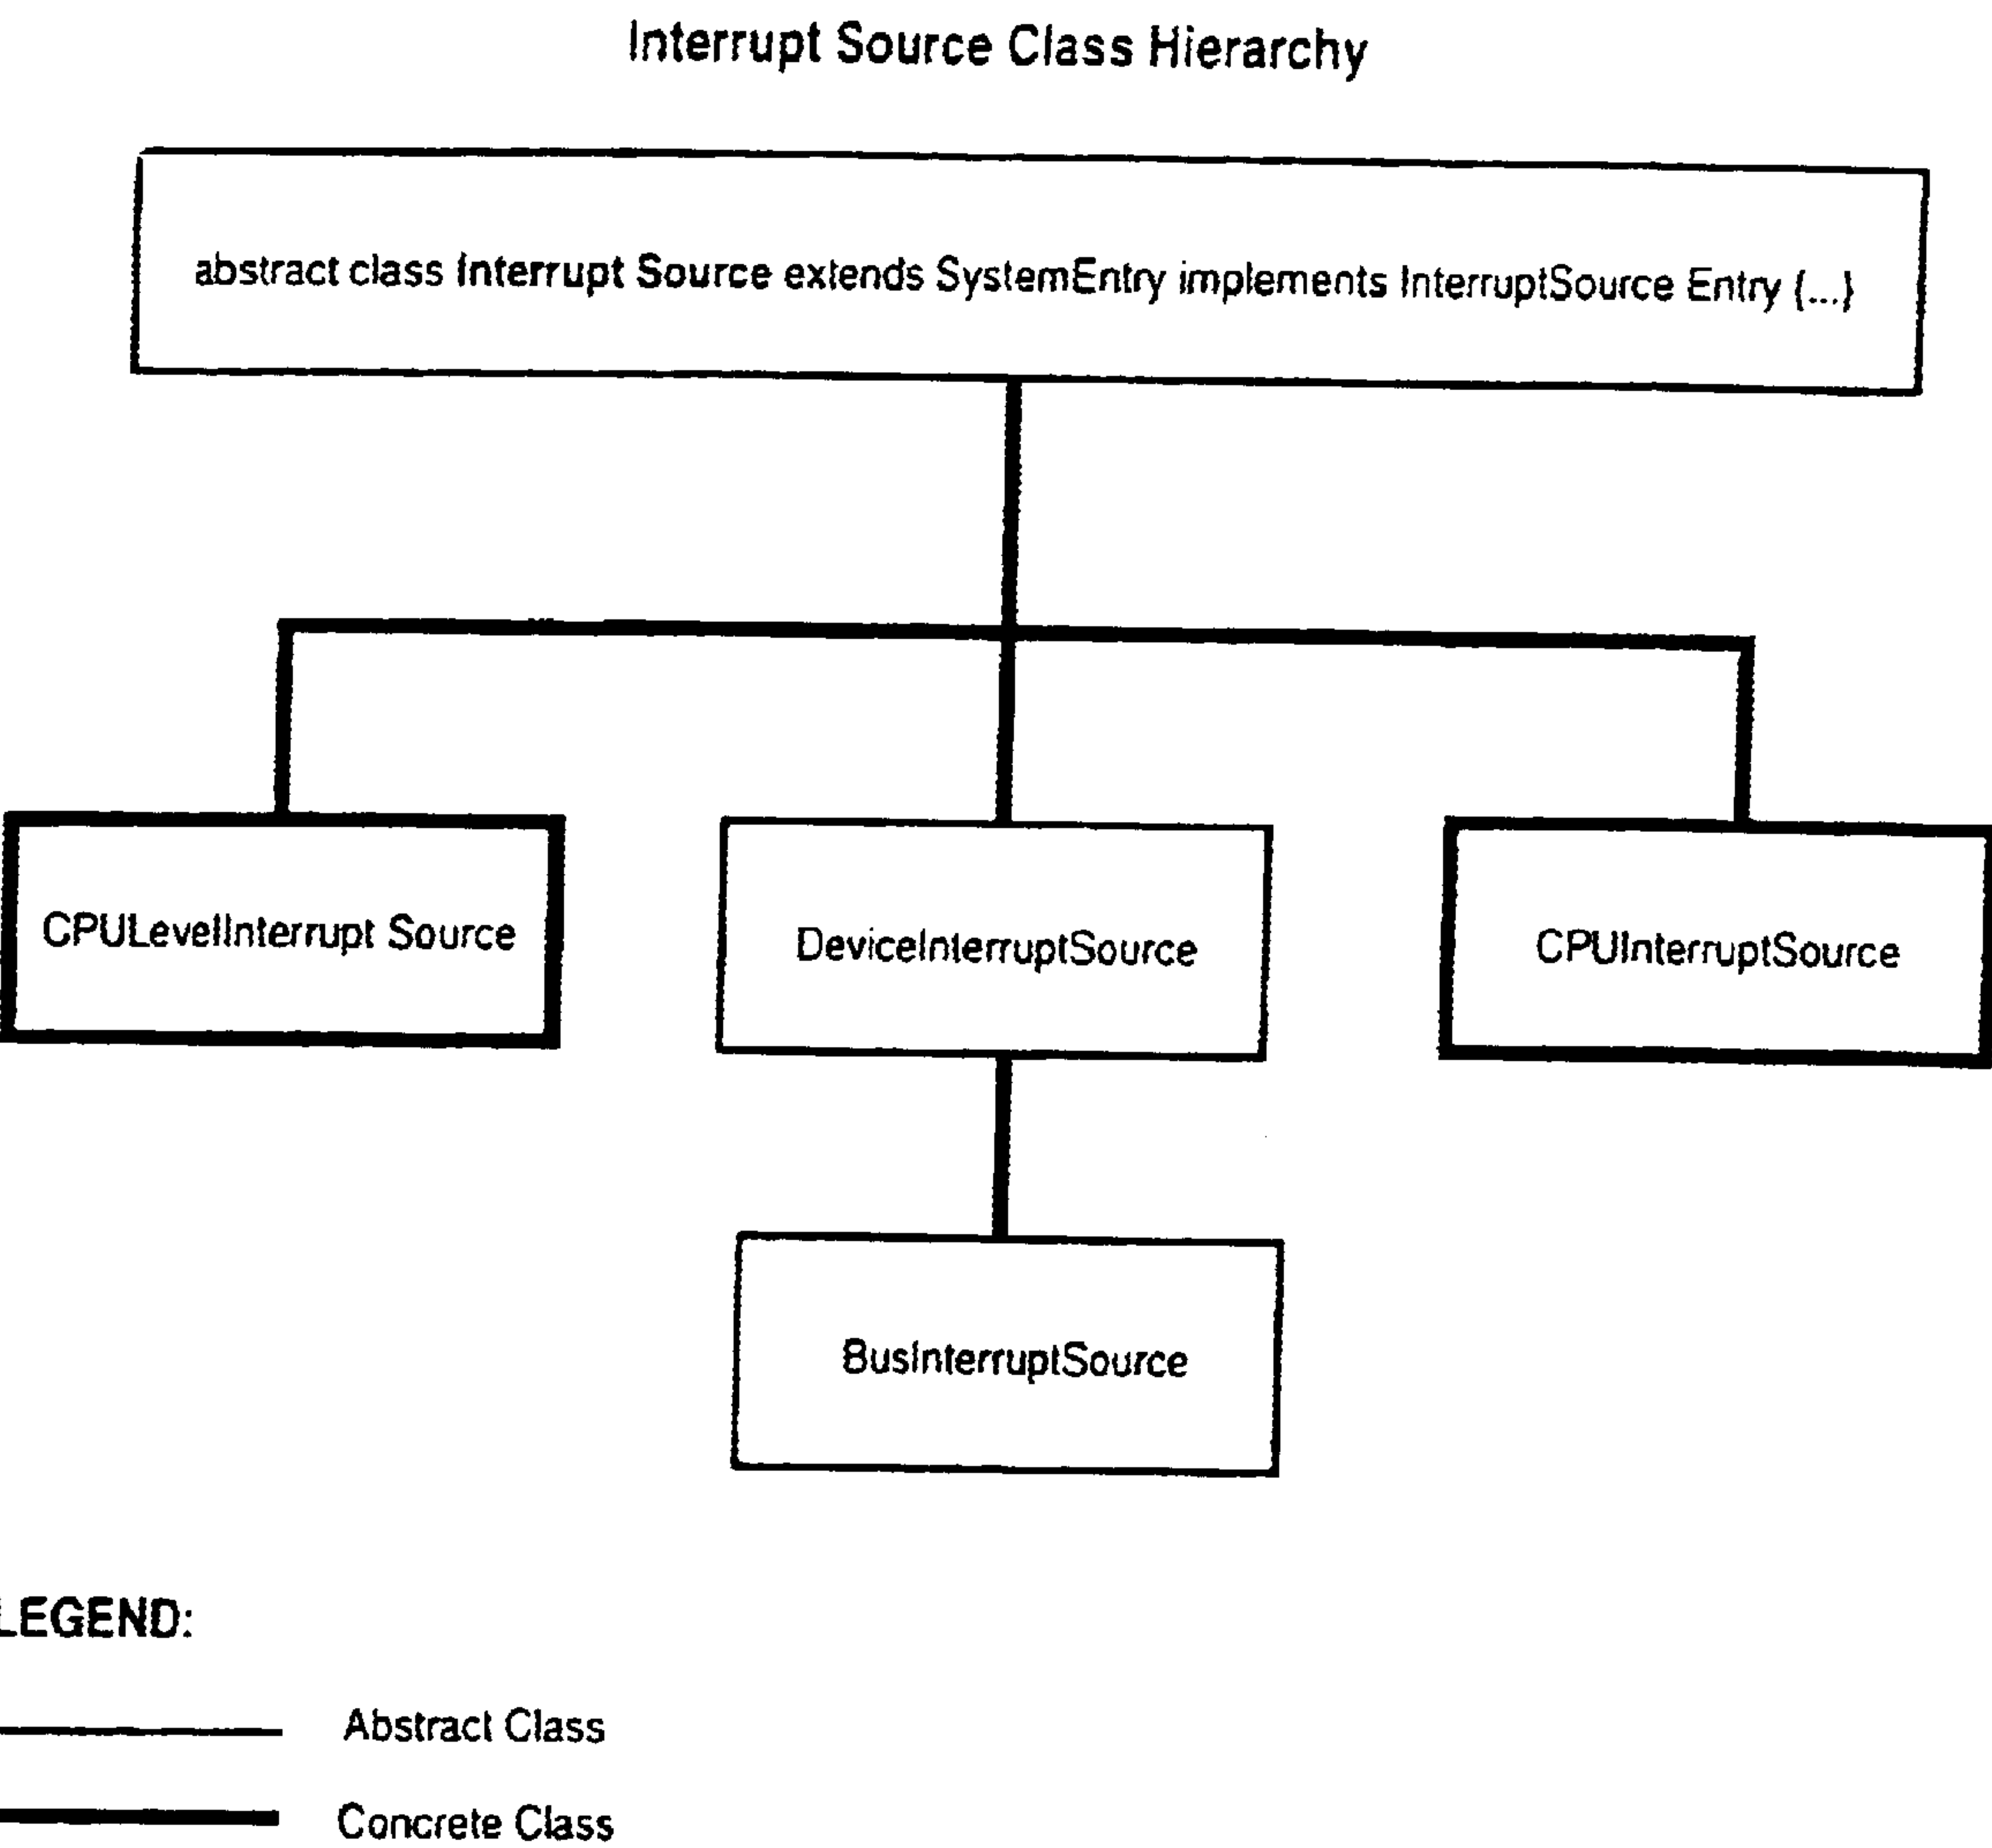 Interrupt Source Class Hierarchy
abstract class Interrupt Source extends SystemEntry implements InterruptSource Entry {...}
CPULevelInterrupt Source
DeviceInterruptSource
CPUInterruptSource
BusInterruptSource
LEGEND:
Abstract Class
Concrete Class